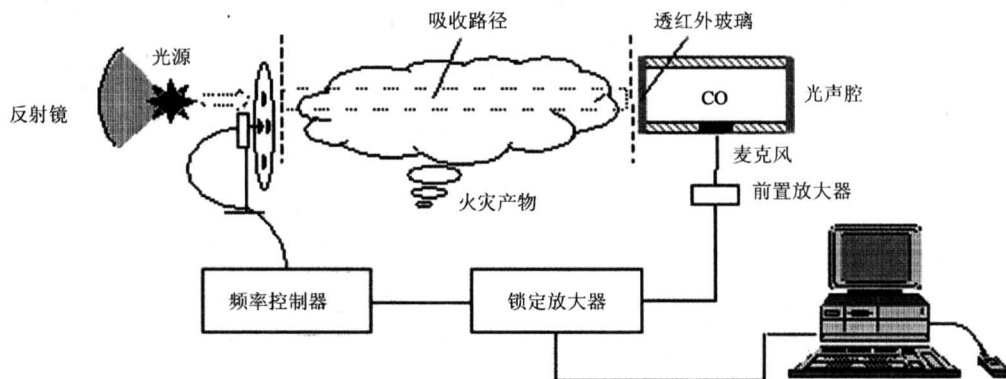 吸收路径
透红外玻璃
光源
反射镜
CO
光声腔
麦克风
火灾产物
前置放大器
频率控制器
锁定放大器